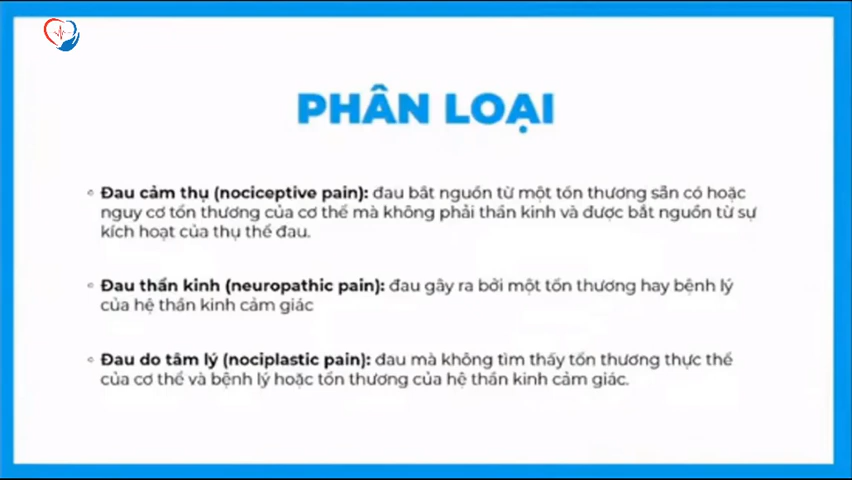 PHÂN LOẠI
Đau cảm thụ (nociceptive pain): đau bắt nguồn từ một tổn thương sẵn có hoặc
nguy cơ tổn thương của cơ thể mà không phải thần kinh và được bắt nguồn từ sự
kích hoạt của thụ thể đau.
Đau thần kinh (neuropathic pain): đau gây ra bởi một tổn thương hay bệnh lý
của hệ thần kinh cảm giác
Đau do tâm lý (nociplastic pain): đau mà không tìm thấy tổn thương thực thể
của cơ thể và bệnh lý hoặc tổn thương của hệ thần kinh cảm giác.